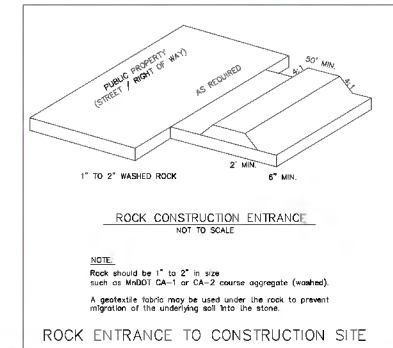 PUBLIC PROPERTY
(STREET / RIGHT OF WAY)
AS REQUIRED
50' MIN.
4:1
4:1
2' MIN.
6" MIN.
1" TO 2" WASHED ROCK
ROCK CONSTRUCTION ENTRANCE
NOT TO SCALE
NOTE:
Rock should be 1" to 2" in size
such as MnDOT CA-1 or CA-2 course aggregate (washed).
A geotextile fabric may be used under the rock to prevent
migration of the underlying soil into the stone.
ROCK ENTRANCE TO CONSTRUCTION SITE